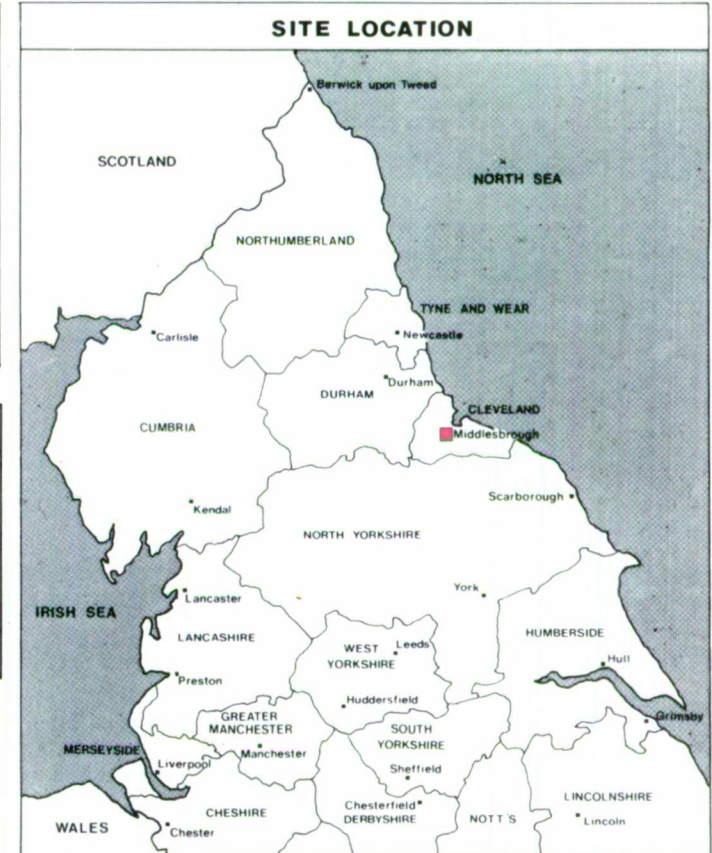 SITE LOCATION
Berwick upon Tweed
SCOTLAND
NORTH SEA
NORTHUMBERLAND
TYNE AND WEAR
Carlisle
Newcastle
Durham
DURHAM
CLEVELAND
CUMBRIA
Middlesbrough
Scarborough
Kendal
NORTH YORKSHIRE
York
Lancaster
IRISH SEA
HUMBERSIDE
LANCASHIRE
WEST
YORKSHIRE
Leeds
Hull
Preston
Huddersfield
Grimsby
GREATER
MANCHESTER
SOUTH
YORKSHIRE
MERSEYSIDE
Manchester
Liverpool
Sheffield
LINCOLNSHIRE
Chesterfield
DERBYSHIRE
CHESHIRE
NOTT'S
Lincoln
WALES
Chester